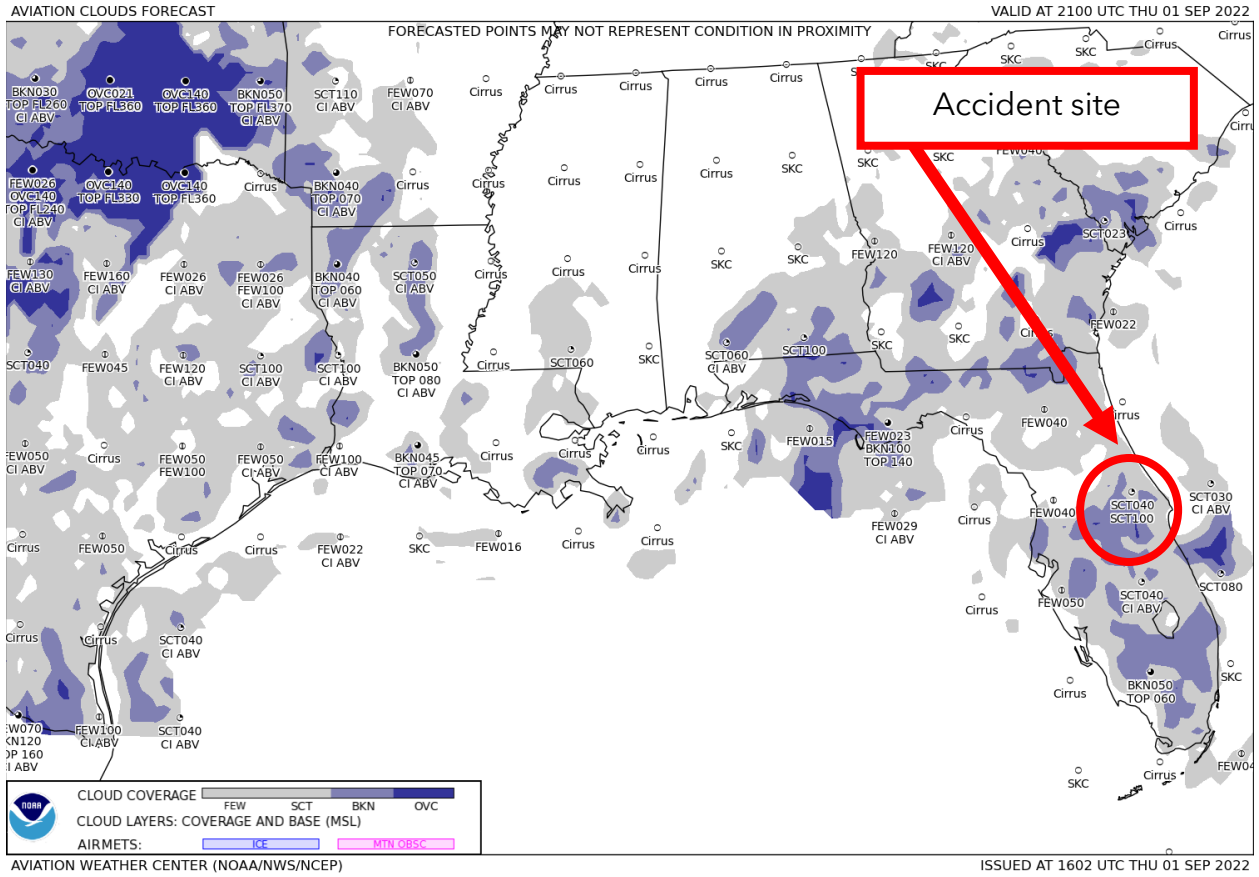 AVIATION CLOUDS FORECAST
VALID AT 2100 UTC THU 01 SEP 2022
FORECASTED POINTS MAY NOT REPRESENT CONDITION IN PROXIMITY
Cirrus
SKC
Cirrus
Cirrus
SKC
SKC
SKC
Accident site
BKN030
TOP FL260
CI ABV
OVC021
TOP FL360
OVC140
TOP FL360
BKN050
TOP FL370
CI ABV
SCT110
CI ABV
FEW070
CI ABV
Cirrus
Cirrus
Cirrus
Cirrus
Cirrus
FEW026
OVC140
TOP FL240
CI ABV
OVC140
TOP FL330
OVC140
TOP FL360
Cirrus
BKN040
TOP 070
CI ABV
Cirrus
Cirrus
Cirrus
Cirrus
Cirrus
SKC
SKC
SKC
FEW040
SCT023
Cirrus
FEW130
CI ABV
FEW160
CI ABV
FEW026
CI ABV
FEW026
FEW100
CI ABV
BKN040
TOP 060
CI ABV
SCT050
CI ABV
Cirrus
Cirrus
Cirrus
SKC
SKC
FEW120
FEW120
CI ABV
Cirrus
SCT040
FEW045
FEW120
CI ABV
SCT100
CI ABV
SCT100
CI ABV
BKN050
TOP 080
Cirrus
SCT060
SKC
SCT060
CI ABV
SCT100
SKC
SKC
Cirrus
FEW022
FEW050
CI ABV
Cirrus
FEW050
FEW100
FEW050
CI ABV
FEW100
CI ABV
BKN045
TOP 070
CI ABV
Cirrus
Cirrus
Cirrus
SKC
FEW015
FEW023
BKN100
TOP 140
Cirrus
FEW040
Cirrus
Cirrus
FEW050
Cirrus
Cirrus
FEW022
CI ABV
SKC
FEW016
Cirrus
Cirrus
FEW029
CI ABV
Cirrus
FEW040
SCT040
SCT100
SCT030
CI ABV
Cirrus
Cirrus
SCT040
CI ABV
Cirrus
FEW050
SCT040
CI ABV
SCT080
FEW100
CI ABV
SCT040
CI ABV
Cirrus
BKN050
TOP 060
SKC
SKC
Cirrus
NOAA
CLOUD COVERAGE
FEW SCT BKN OVC
CLOUD LAYERS: COVERAGE AND BASE (MSL)
AIRMETS: ICE MTN OBSC
AVIATION WEATHER CENTER (NOAA/NWS/NCEP)
ISSUED AT 1602 UTC THU 01 SEP 2022